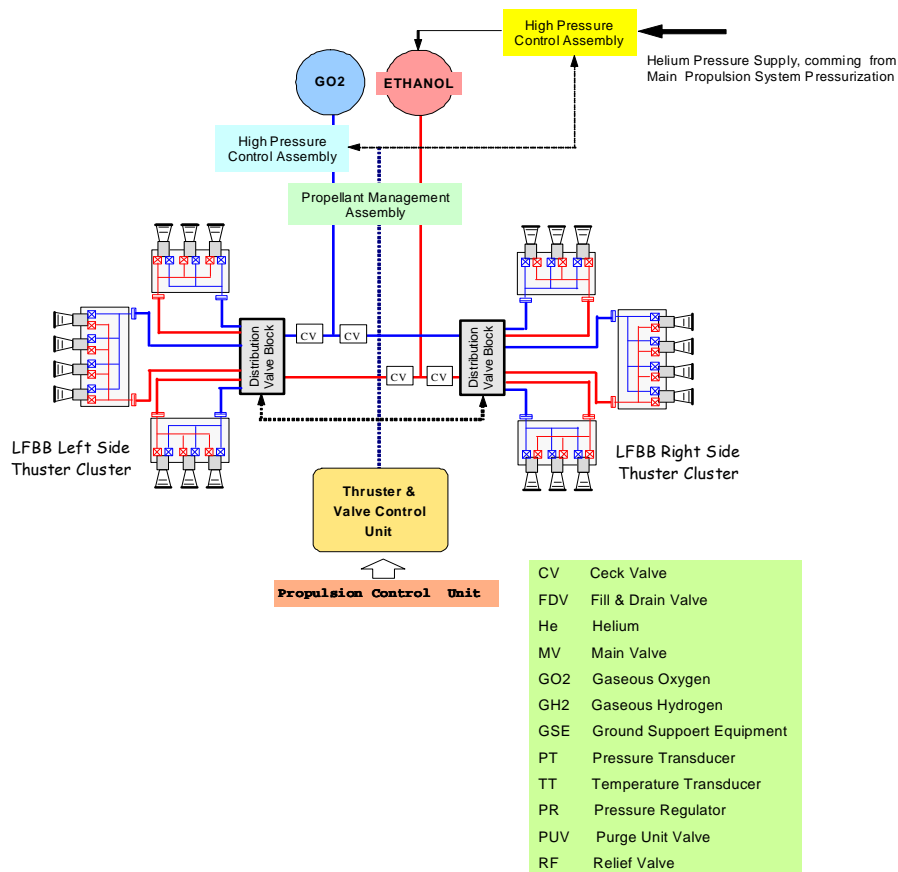 High Pressure
Control Assembly
Helium Pressure Supply, comming from
Main Propulsion System Pressurization
GO2
ETHANOL
High Pressure
Control Assembly
Propellant Management
Assembly
Distribution
Valve Block
CV
CV
CV
CV
Distribution
Valve Block
LFBB Left Side
Thuster Cluster
LFBB Right Side
Thuster Cluster
Thruster &
Valve Control
Unit
Propulsion Control Unit
CV Ceck Valve
FDV Fill & Drain Valve
He Helium
MV Main Valve
GO2 Gaseous Oxygen
GH2 Gaseous Hydrogen
GSE Ground Suppoert Equipment
PT Pressure Transducer
TT Temperature Transducer
PR Pressure Regulator
PUV Purge Unit Valve
RF Relief Valve